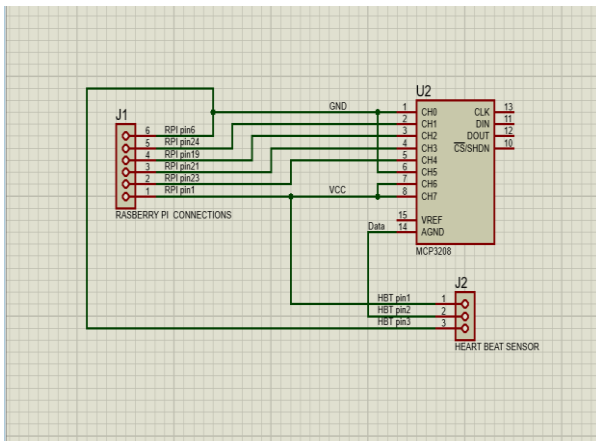 U2
J1
GND
1 CH0 CLK 13
2 CH1 DIN 11
3 CH2 DOUT 12
4 CH3 CS/SHDN 10
5 CH4
6 CH5
7 CH6
8 CH7
15 VREF
14 AGND
MCP3208
6 RPI pin6
5 RPI pin24
4 RPI pin19
3 RPI pin21
2 RPI pin23
1 RPI pin1
VCC
RASBERRY PI CONNECTIONS
Data
J2
HBT pin1 1
HBT pin2 2
HBT pin3 3
HEART BEAT SENSOR